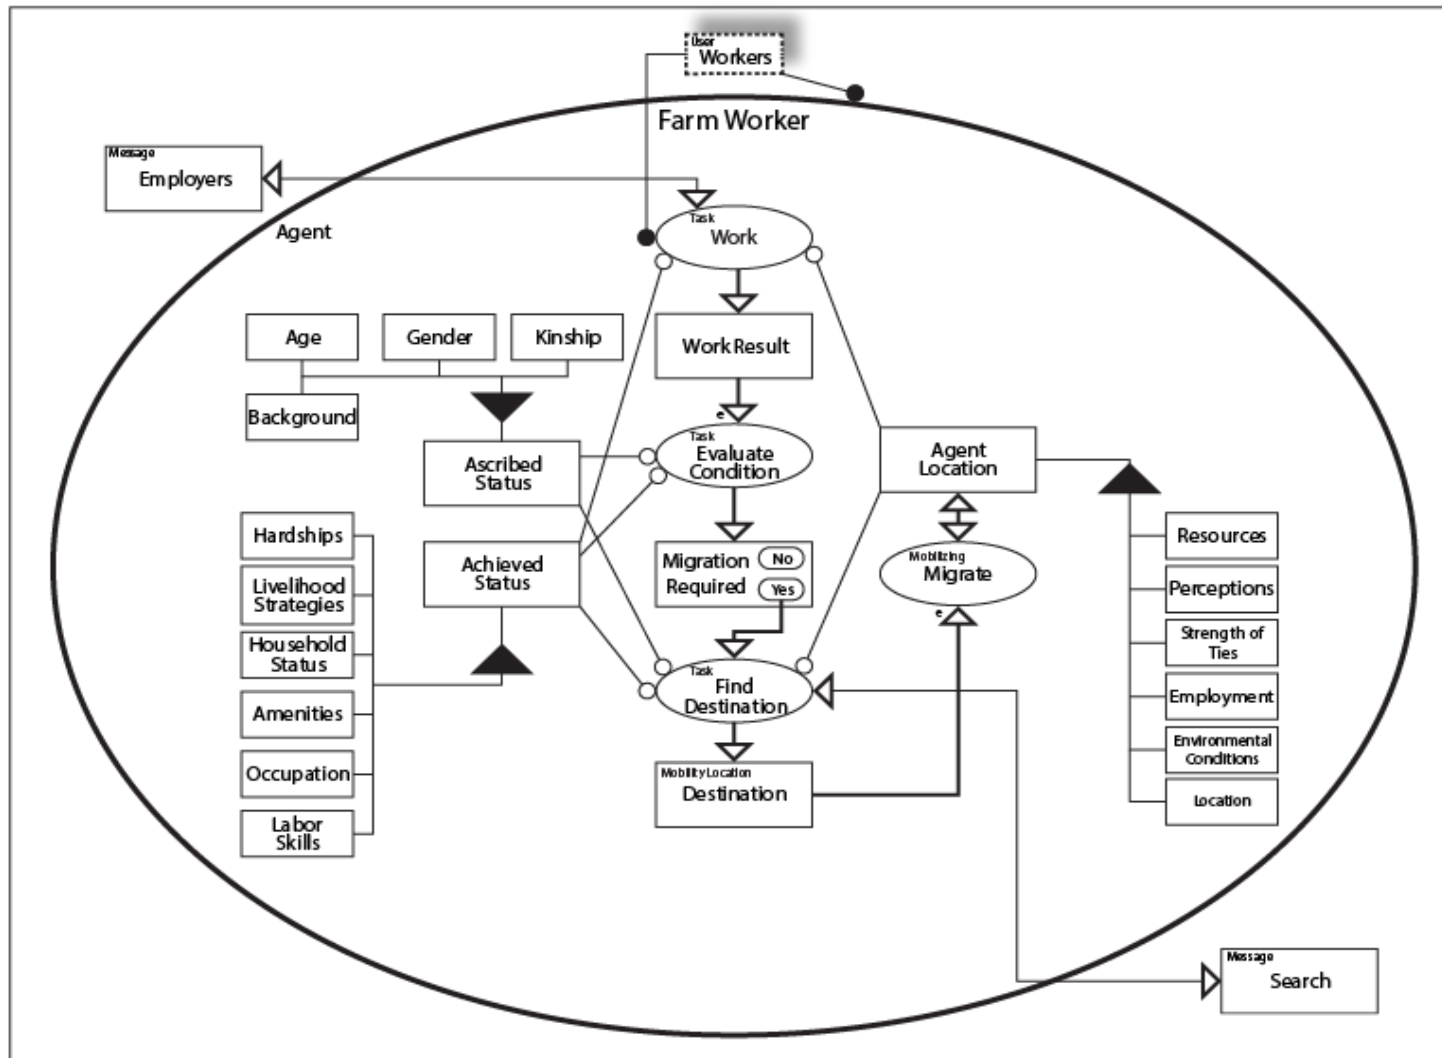 User
Workers
Farm Worker
Message
Employers
Agent
Task
Work
Age
Gender
Kinship
Work Result
Background
e
Task
Evaluate
Condition
Ascribed
Status
Agent
Location
Hardships
Achieved
Status
Migration
Required
No
Yes
Mobilizing
Migrate
e
Resources
Livelihood
Strategies
Perceptions
Household
Status
Strength of
Ties
Task
Find
Destination
Amenities
Employment
Occupation
Mobility Location
Destination
Environmental
Conditions
Location
Labor
Skills
Message
Search